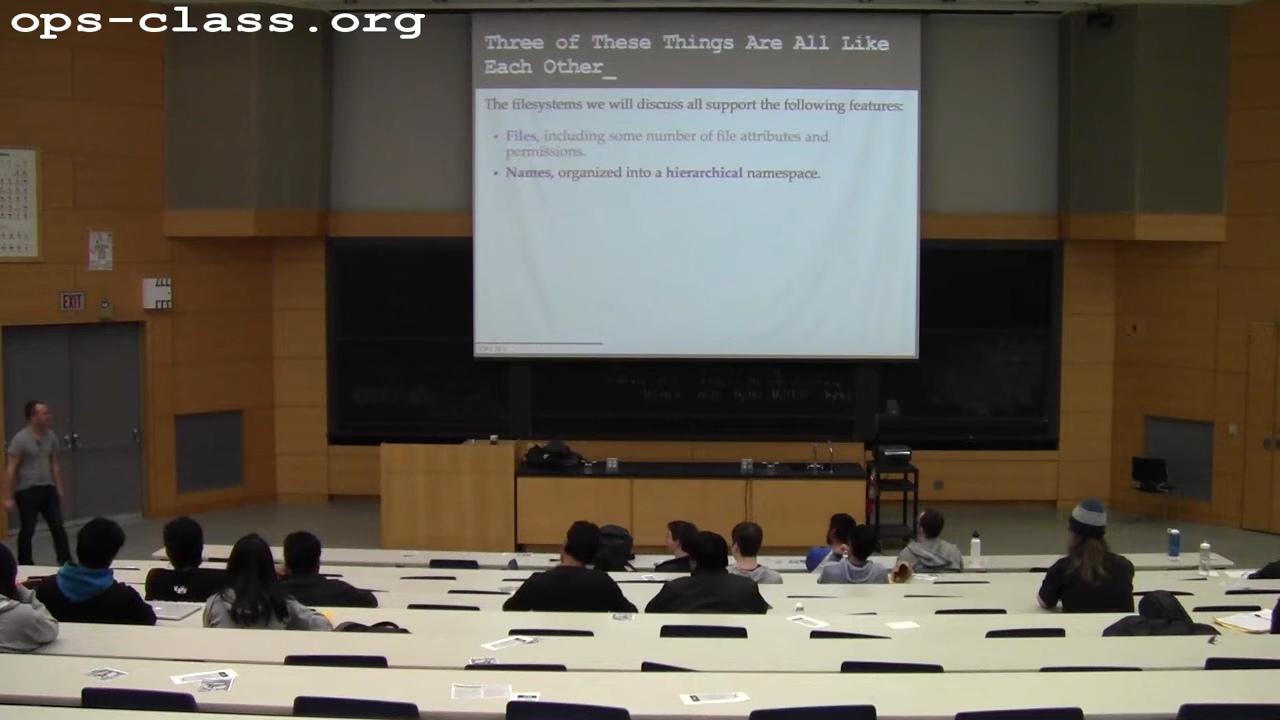 ops-class.org
Three of These Things Are All Like
Each Other_
The filesystems we will discuss all support the following features:
• Files, including some number of file attributes and
permissions.
• Names, organized into a hierarchical namespace.
EXIT